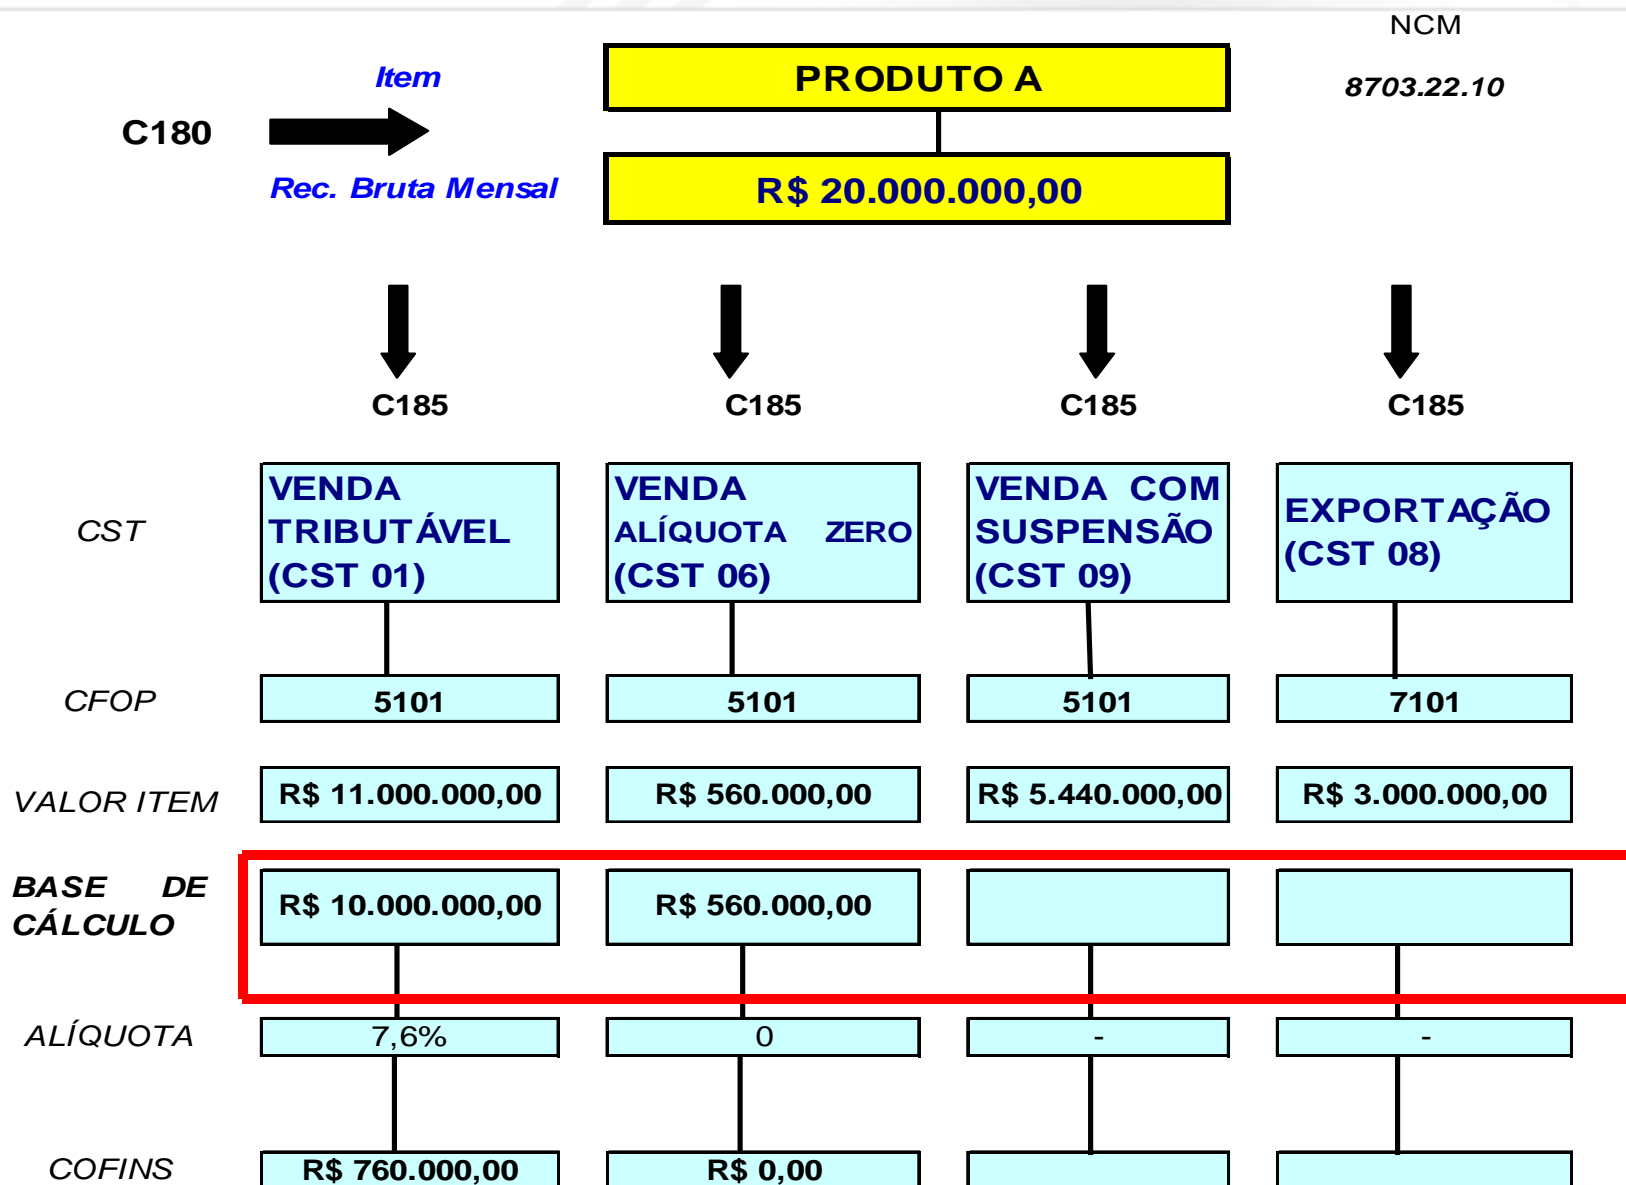 NCM
Item
PRODUTO A
8703.22.10
C180
Rec. Bruta Mensal
R$ 20.000.000,00
C185 C185 C185 C185
CST
VENDA
TRIBUTÁVEL
(CST 01)
VENDA
ALÍQUOTA ZERO
(CST 06)
VENDA COM
SUSPENSÃO
(CST 09)
EXPORTAÇÃO
(CST 08)
CFOP 5101 5101 5101 7101
VALOR ITEM R$ 11.000.000,00 R$ 560.000,00 R$ 5.440.000,00 R$ 3.000.000,00
BASE DE
CÁLCULO
R$ 10.000.000,00 R$ 560.000,00
ALÍQUOTA 7,6% 0 - -
COFINS R$ 760.000,00 R$ 0,00